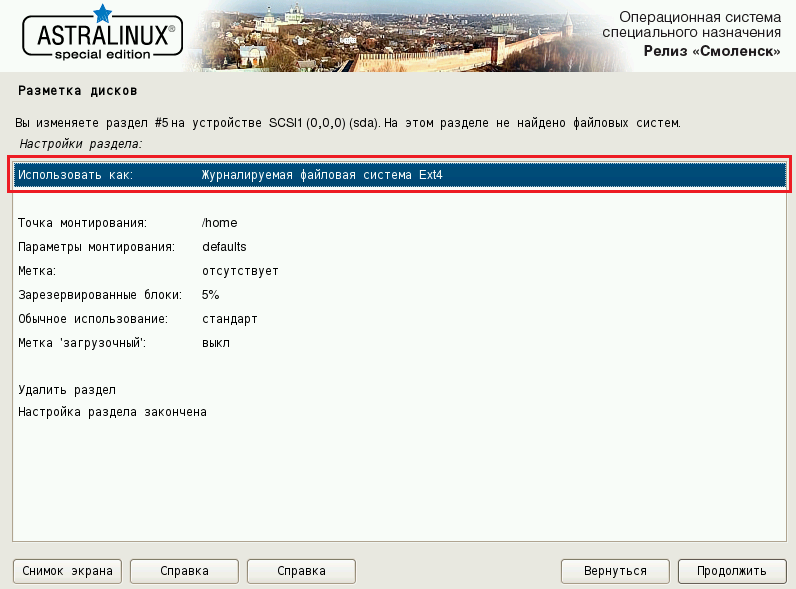 ASTRALINUX®
special edition
Операционная система
специального назначения
Релиз «Смоленск»
Разметка дисков
Вы изменяете раздел #5 на устройстве SCSI1 (0,0,0) (sda). На этом разделе не найдено файловых систем.
Настройки раздела:
Использовать как: Журналируемая файловая система Ext4
Точка монтирования: /home
Параметры монтирования: defaults
Метка: отсутствует
Зарезервированные блоки: 5%
Обычное использование: стандарт
Метка 'загрузочный': выкл
Удалить раздел
Настройка раздела закончена
Снимок экрана Справка Справка Вернуться Продолжить